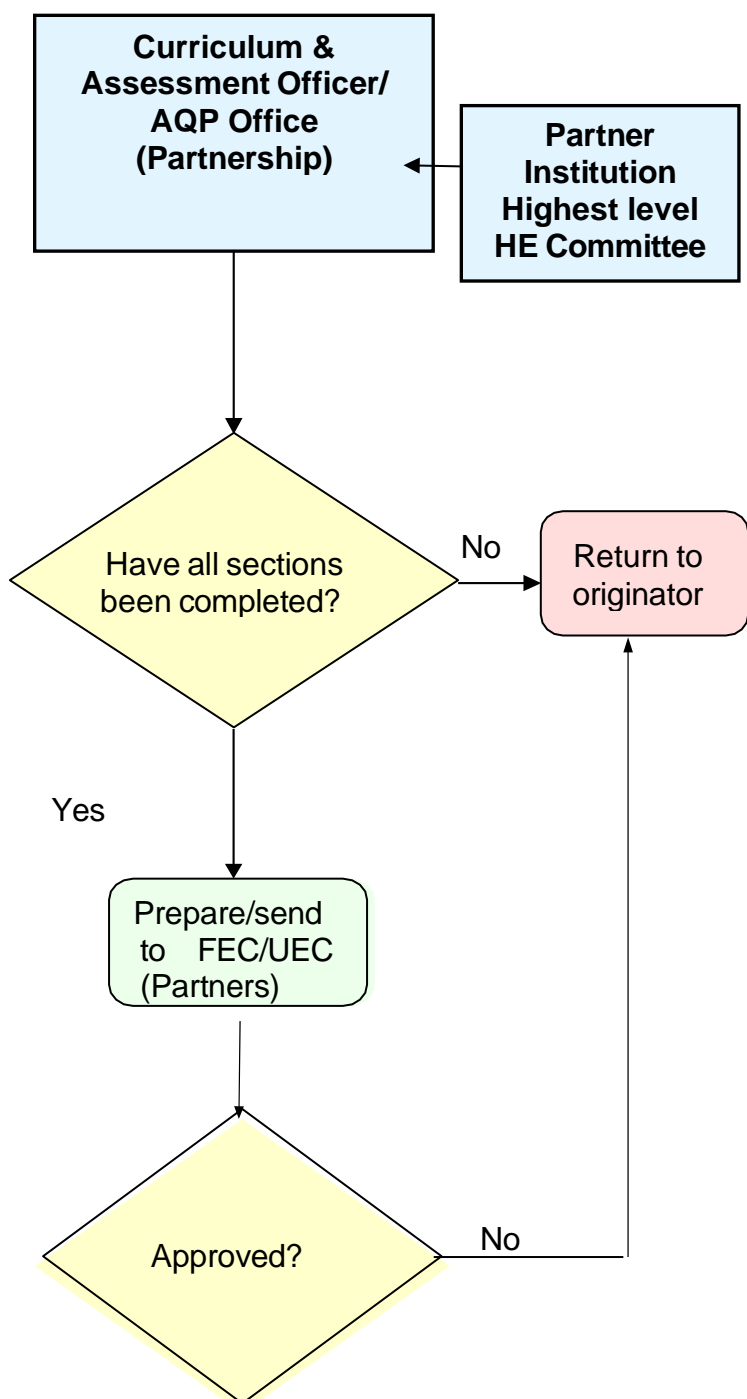 Curriculum &
Assessment Officer/
AQP Office
(Partnership)
Partner
Institution
Highest level
HE Committee
Have all sections
been completed?
No
Return to
originator
Yes
Prepare/send
to FEC/UEC
(Partners)
Approved?
No